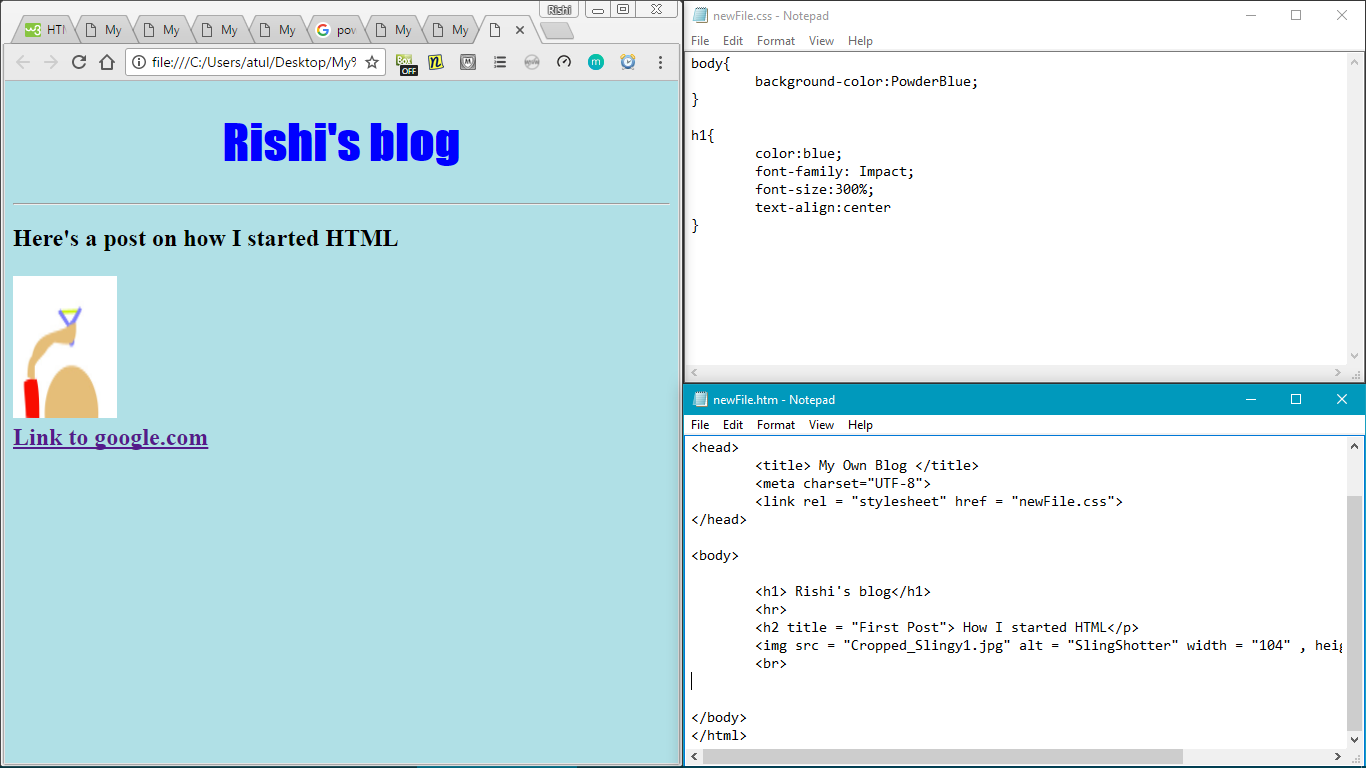 Rishi
HTM
My
My
My
My
pow
My
My
file:///C:/Users/atul/Desktop/My%
OFF
Rishi's blog
Here's a post on how I started HTML
Link to google.com
newFile.css - Notepad
File Edit Format View Help
body{
background-color:PowderBlue;
}
h1{
color:blue;
font-family: Impact;
font-size:300%;
text-align:center
}
newFile.htm - Notepad
File Edit Format View Help
<head>
<title> My Own Blog </title>
<meta charset="UTF-8">
<link rel = "stylesheet" href = "newFile.css">
</head>
<body>
<h1> Rishi's blog</h1>
<hr>
<h2 title = "First Post"> How I started HTML</p>
<img src = "Cropped_Slingy1.jpg" alt = "SlingShotter" width = "104" , heig
<br>
</body>
</html>